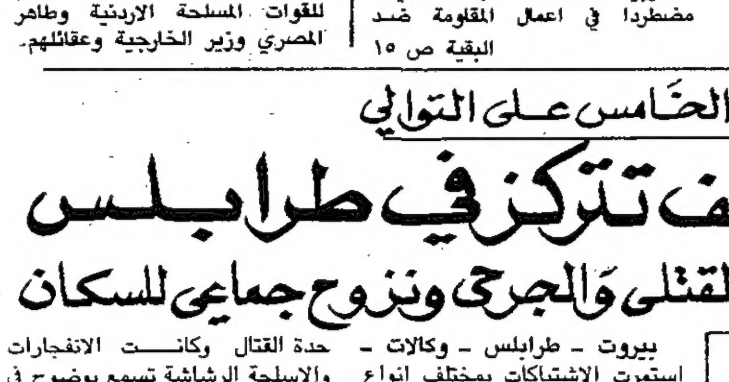 مضطردا في اعمال المقاومة ضد
البقية ص ١٥
للقوات المسلحة الاردنية وطاهر
المصري وزير الخارجية وعقائلهم.
الخامس على التوالي
ف تتركز في طرابلس
لقتلى والجرحى ونزوح جماعي للسكان
بيروت ـ طرابلس ـ وكالات ـ
استمرت الاشتباكات بمختلف انواع
حدة القتال وكانت الانفجارات
والاسلحة الرشاشة تسمع بوضوح في